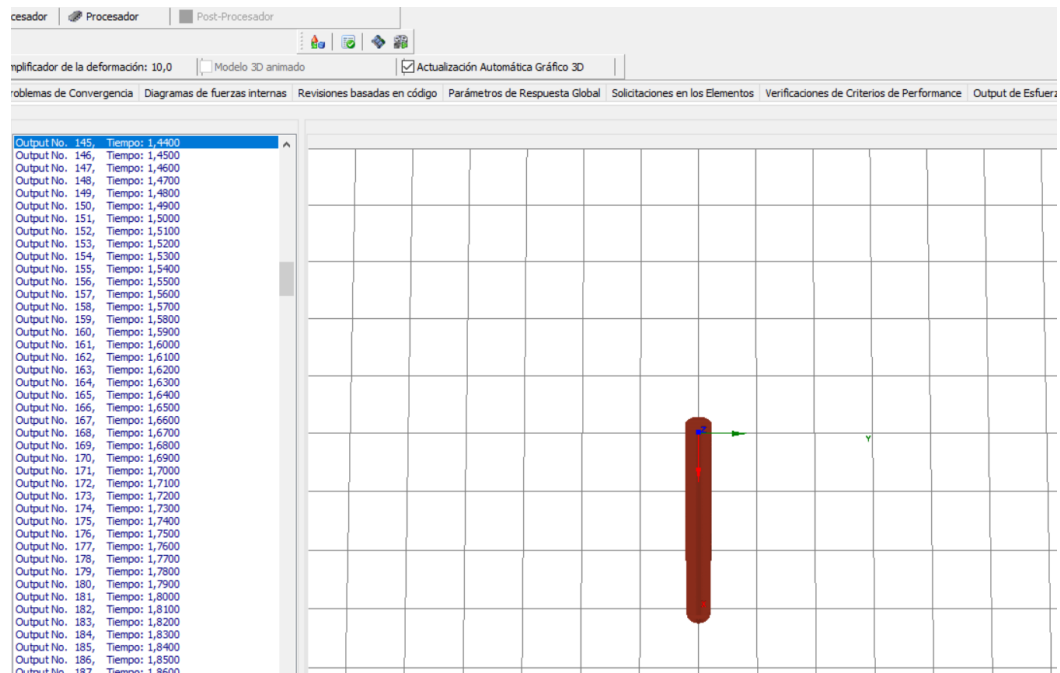 cesador Procesador Post-Procesador
mplificador de la deformación: 10,0 Modelo 3D animado Actualización Automática Gráfico 3D
roblemas de Convergencia Diagramas de fuerzas internas Revisiones basadas en código Parámetros de Respuesta Global Solicitaciones en los Elementos Verificaciones de Criterios de Performance Output de Esfuerz
Output No. 145, Tiempo: 1,4400
Output No. 146, Tiempo: 1,4500
Output No. 147, Tiempo: 1,4600
Output No. 148, Tiempo: 1,4700
Output No. 149, Tiempo: 1,4800
Output No. 150, Tiempo: 1,4900
Output No. 151, Tiempo: 1,5000
Output No. 152, Tiempo: 1,5100
Output No. 153, Tiempo: 1,5200
Output No. 154, Tiempo: 1,5300
Output No. 155, Tiempo: 1,5400
Output No. 156, Tiempo: 1,5500
Output No. 157, Tiempo: 1,5600
Output No. 158, Tiempo: 1,5700
Output No. 159, Tiempo: 1,5800
Output No. 160, Tiempo: 1,5900
Output No. 161, Tiempo: 1,6000
Output No. 162, Tiempo: 1,6100
Output No. 163, Tiempo: 1,6200
Output No. 164, Tiempo: 1,6300
Output No. 165, Tiempo: 1,6400
Output No. 166, Tiempo: 1,6500
Output No. 167, Tiempo: 1,6600
Output No. 168, Tiempo: 1,6700
Output No. 169, Tiempo: 1,6800
Output No. 170, Tiempo: 1,6900
Output No. 171, Tiempo: 1,7000
Output No. 172, Tiempo: 1,7100
Output No. 173, Tiempo: 1,7200
Output No. 174, Tiempo: 1,7300
Output No. 175, Tiempo: 1,7400
Output No. 176, Tiempo: 1,7500
Output No. 177, Tiempo: 1,7600
Output No. 178, Tiempo: 1,7700
Output No. 179, Tiempo: 1,7800
Output No. 180, Tiempo: 1,7900
Output No. 181, Tiempo: 1,8000
Output No. 182, Tiempo: 1,8100
Output No. 183, Tiempo: 1,8200
Output No. 184, Tiempo: 1,8300
Output No. 185, Tiempo: 1,8400
Output No. 186, Tiempo: 1,8500
Output No. 187, Tiempo: 1,8600
Z
Y
X